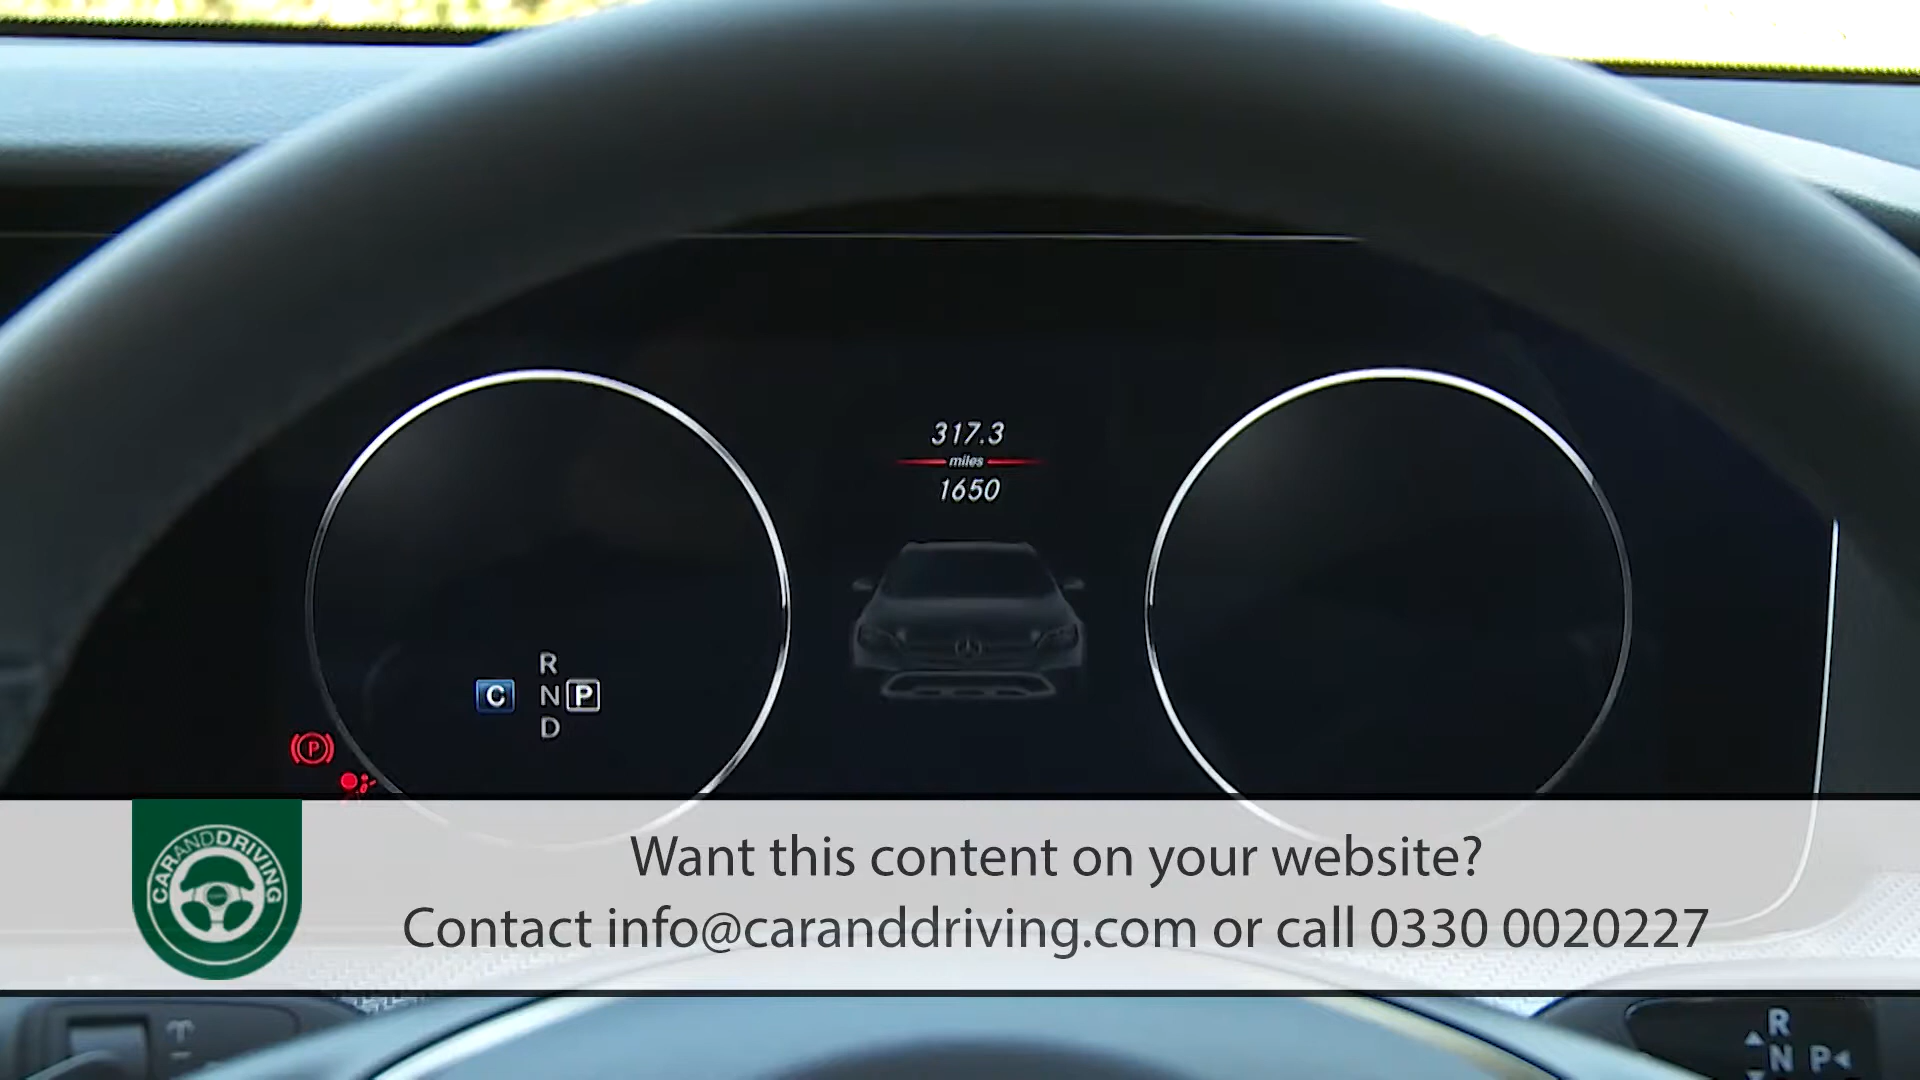 317.3
miles
1650
R
C N P
D
P
CARANDDRIVING
Want this content on your website?
Contact info@caranddriving.com or call 0330 0020227
R
N P